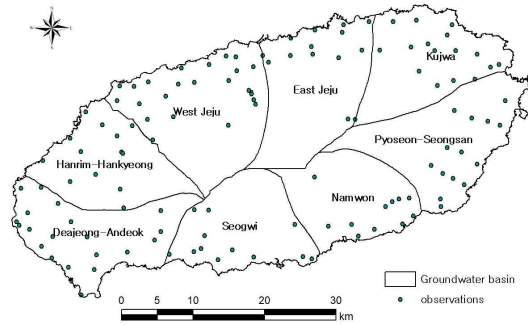 N
Kujwa
East Jeju
West Jeju
Pyoseon-Seongsan
Hanrim-Hankyeong
Namwon
Deajeong-Andeok
Seogwi
Groundwater basin
observations
0 10 20 30
km